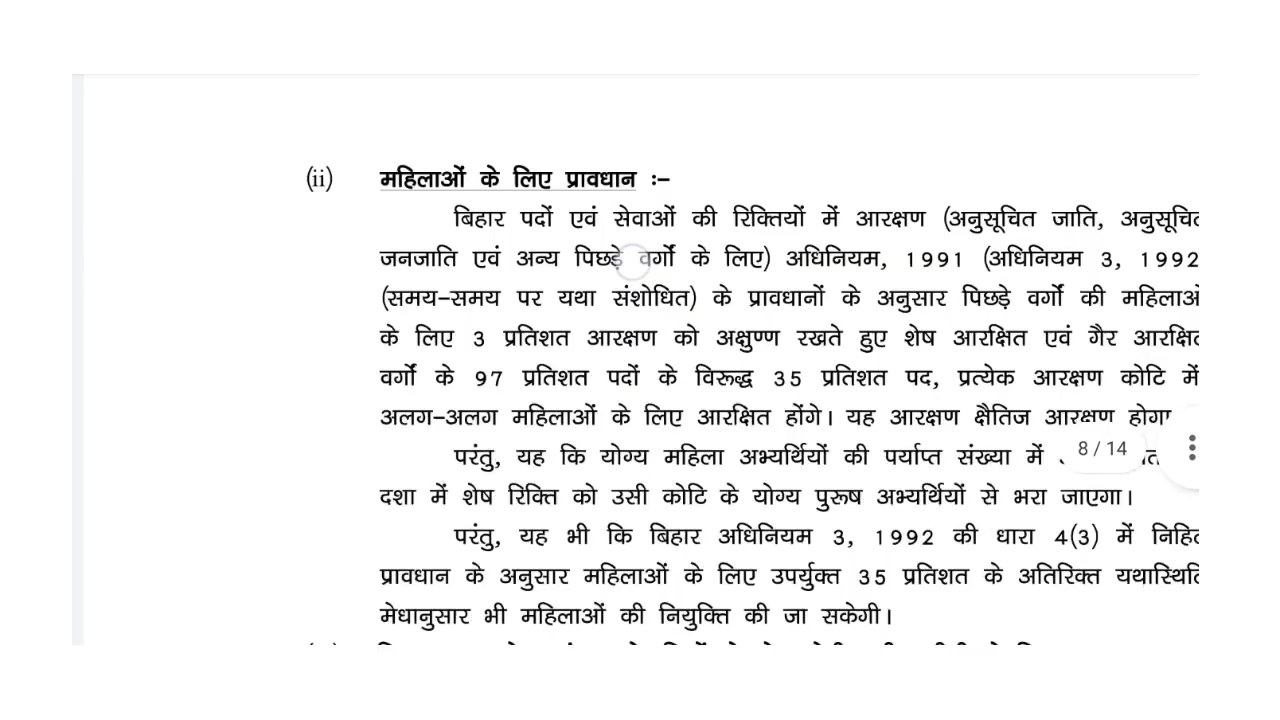 (ii) महिलाओं के लिए प्रावधान :-
बिहार पदों एवं सेवाओं की रिक्तियों में आरक्षण (अनुसूचित जाति, अनुसूचित
जनजाति एवं अन्य पिछड़े वर्गों के लिए) अधिनियम, 1991 (अधिनियम 3, 1992
(समय-समय पर यथा संशोधित) के प्रावधानों के अनुसार पिछड़े वर्गों की महिलाओं
के लिए 3 प्रतिशत आरक्षण को अक्षुण्ण रखते हुए शेष आरक्षित एवं गैर आरक्षित
वर्गों के 97 प्रतिशत पदों के विरूद्ध 35 प्रतिशत पद, प्रत्येक आरक्षण कोटि में
अलग-अलग महिलाओं के लिए आरक्षित होंगे। यह आरक्षण क्षैतिज आरक्षण होगा
परंतु, यह कि योग्य महिला अभ्यर्थियों की पर्याप्त संख्या में
8 / 14
दशा में शेष रिक्ति को उसी कोटि के योग्य पुरूष अभ्यर्थियों से भरा जाएगा।
परंतु, यह भी कि बिहार अधिनियम 3, 1992 की धारा 4(3) में निहित
प्रावधान के अनुसार महिलाओं के लिए उपर्युक्त 35 प्रतिशत के अतिरिक्त यथास्थिति
मेधानुसार भी महिलाओं की नियुक्ति की जा सकेगी।